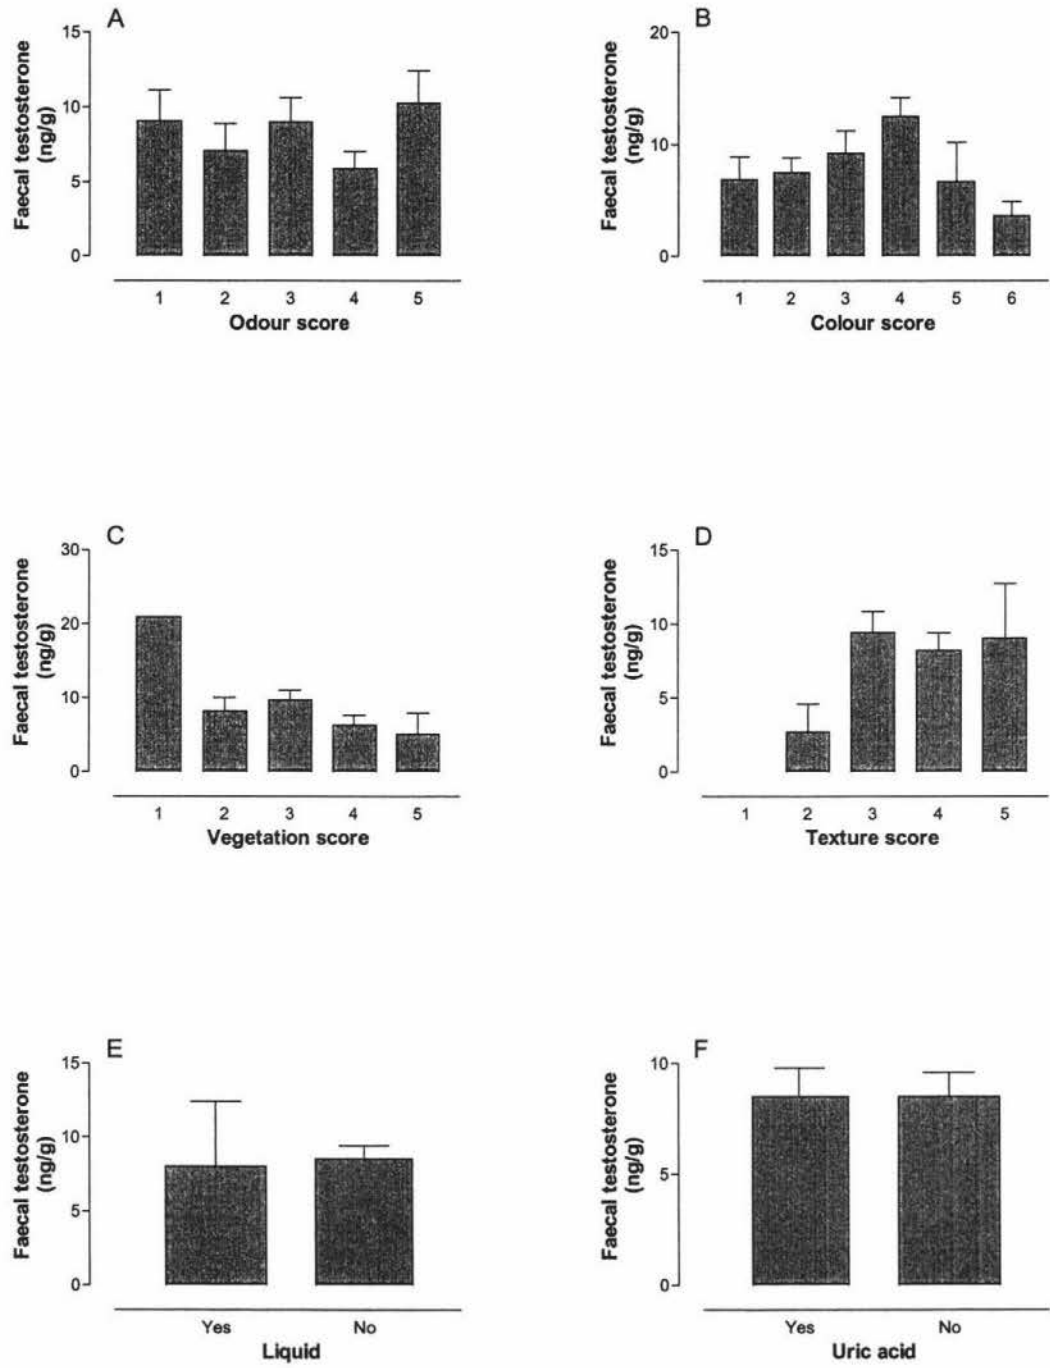 A
Faecal testosterone
(ng/g)
15
10
5
0
1 2 3 4 5
Odour score
B
Faecal testosterone
(ng/g)
20
10
0
1 2 3 4 5 6
Colour score
C
Faecal testosterone
(ng/g)
30
20
10
0
1 2 3 4 5
Vegetation score
D
Faecal testosterone
(ng/g)
15
10
5
0
1 2 3 4 5
Texture score
E
Faecal testosterone
(ng/g)
15
10
5
0
Yes No
Liquid
F
Faecal testosterone
(ng/g)
10
5
0
Yes No
Uric acid